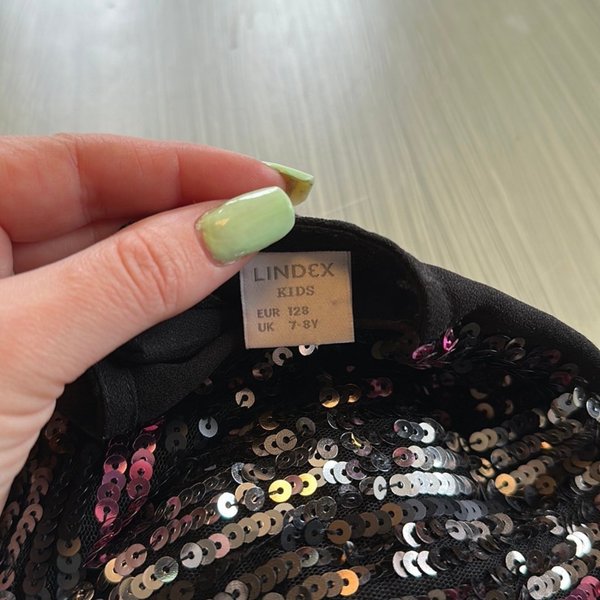 LINDEX
KIDS
EUR 128
UK 7-8Y